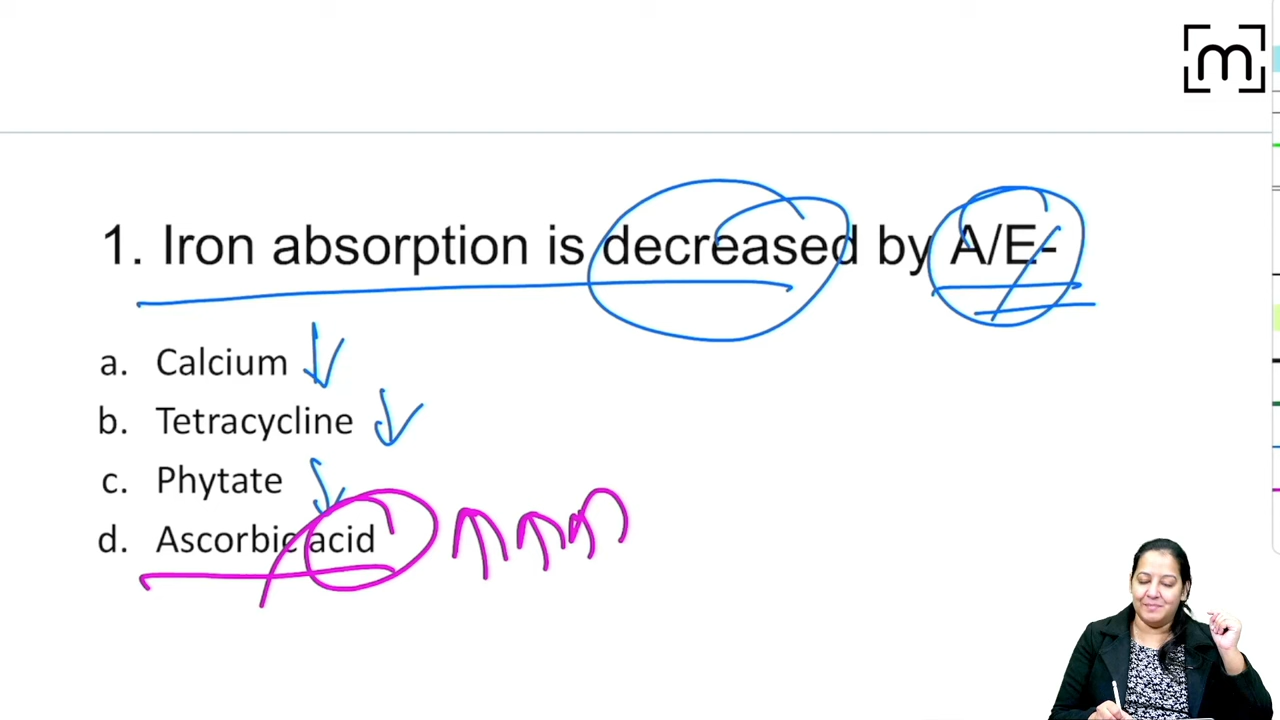 m
1. Iron absorption is decreased by A/E-
a. Calcium
b. Tetracycline
c. Phytate
d. Ascorbic acid